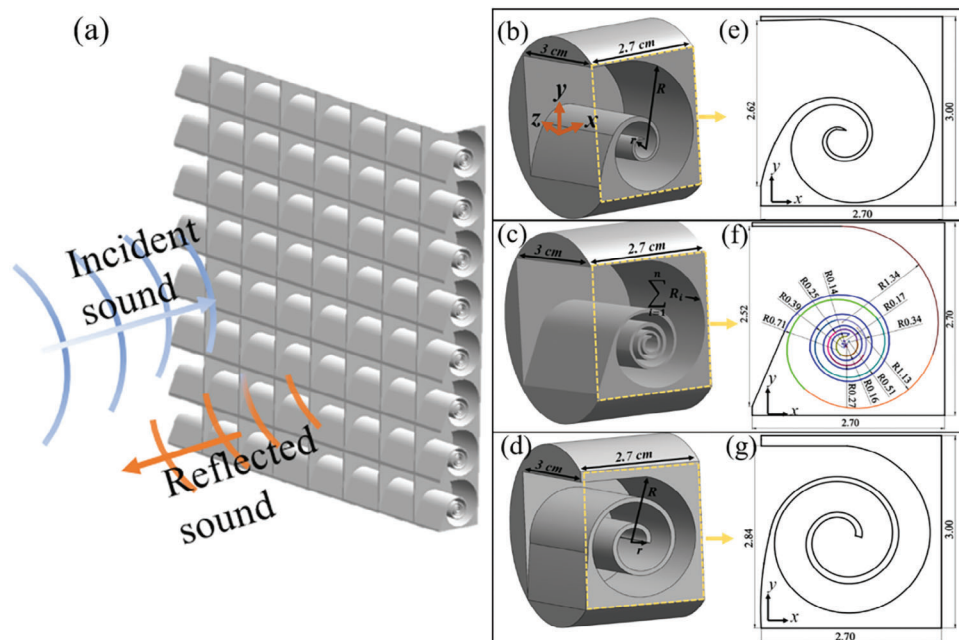 (a)
Incident
sound
Reflected
sound
(b)
3 cm
2.7 cm
R
y
z
x
r
(e)
2.62
3.00
y
x
2.70
(c)
3 cm
2.7 cm
n
∑ R_i
i=1
(f)
R0.14
R0.25
R0.39
R0.71
R1.34
R0.17
R0.34
2.52
2.70
R1.13
R0.51
R0.16
R0.27
y
x
2.70
(d)
3 cm
2.7 cm
R
r
(g)
2.84
3.00
y
x
2.70